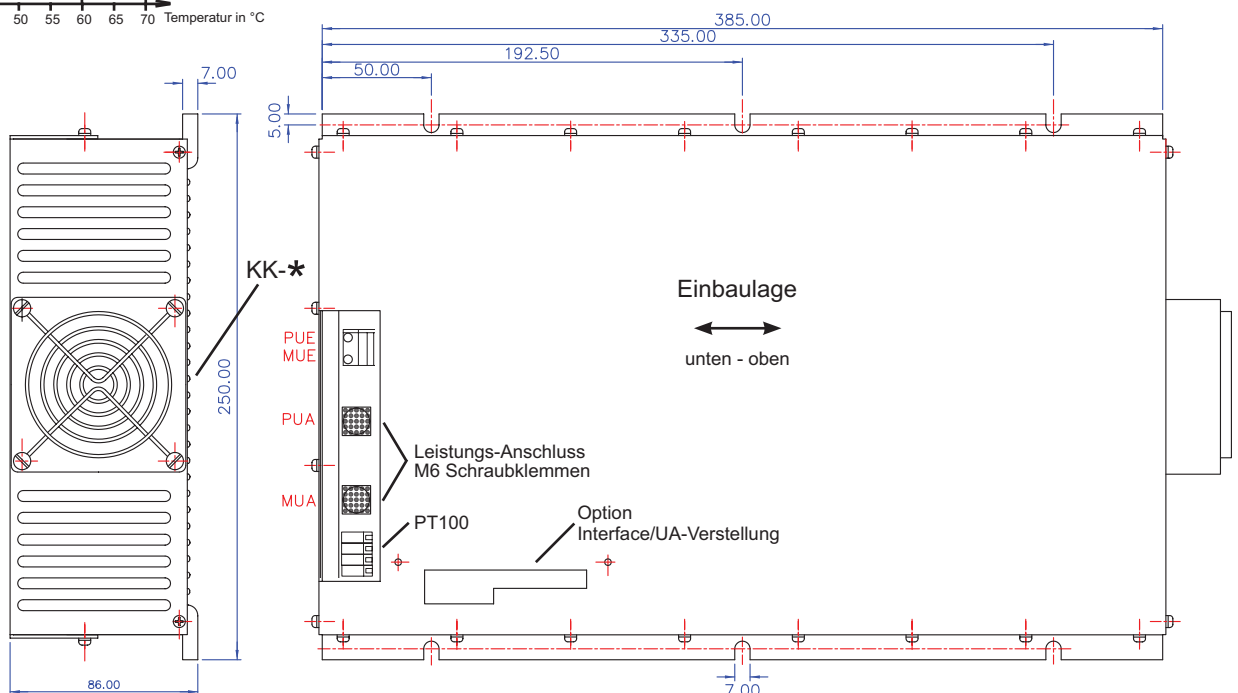 50 55 60 65 70 Temperatur in °C
385.00
335.00
192.50
50.00
7.00
5.00
KK-*
250.00
Einbaulage
unten - oben
PUE
MUE
PUA
MUA
Leistungs-Anschluss
M6 Schraubklemmen
PT100
Option
Interface/UA-Verstellung
86.00
7.00